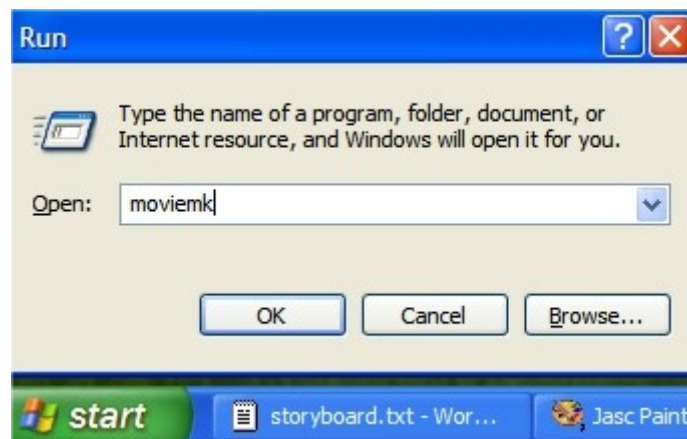 Run
Type the name of a program, folder, document, or
Internet resource, and Windows will open it for you.
Open:
moviemk
OK
Cancel
Browse...
start
storyboard.txt - Wor...
Jasc Paint